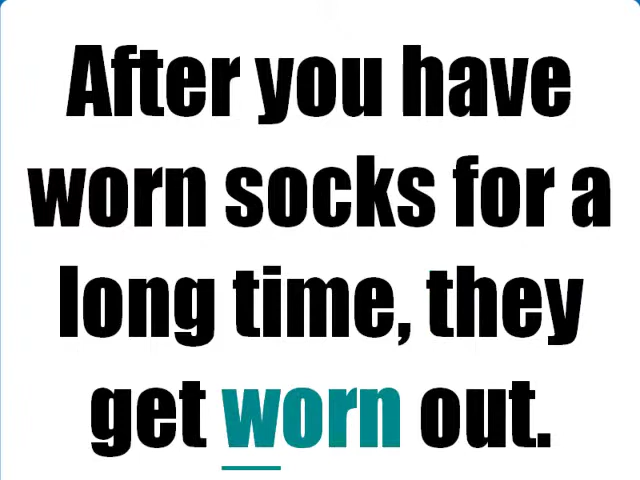 After you have
worn socks for a
long time, they
get worn out.